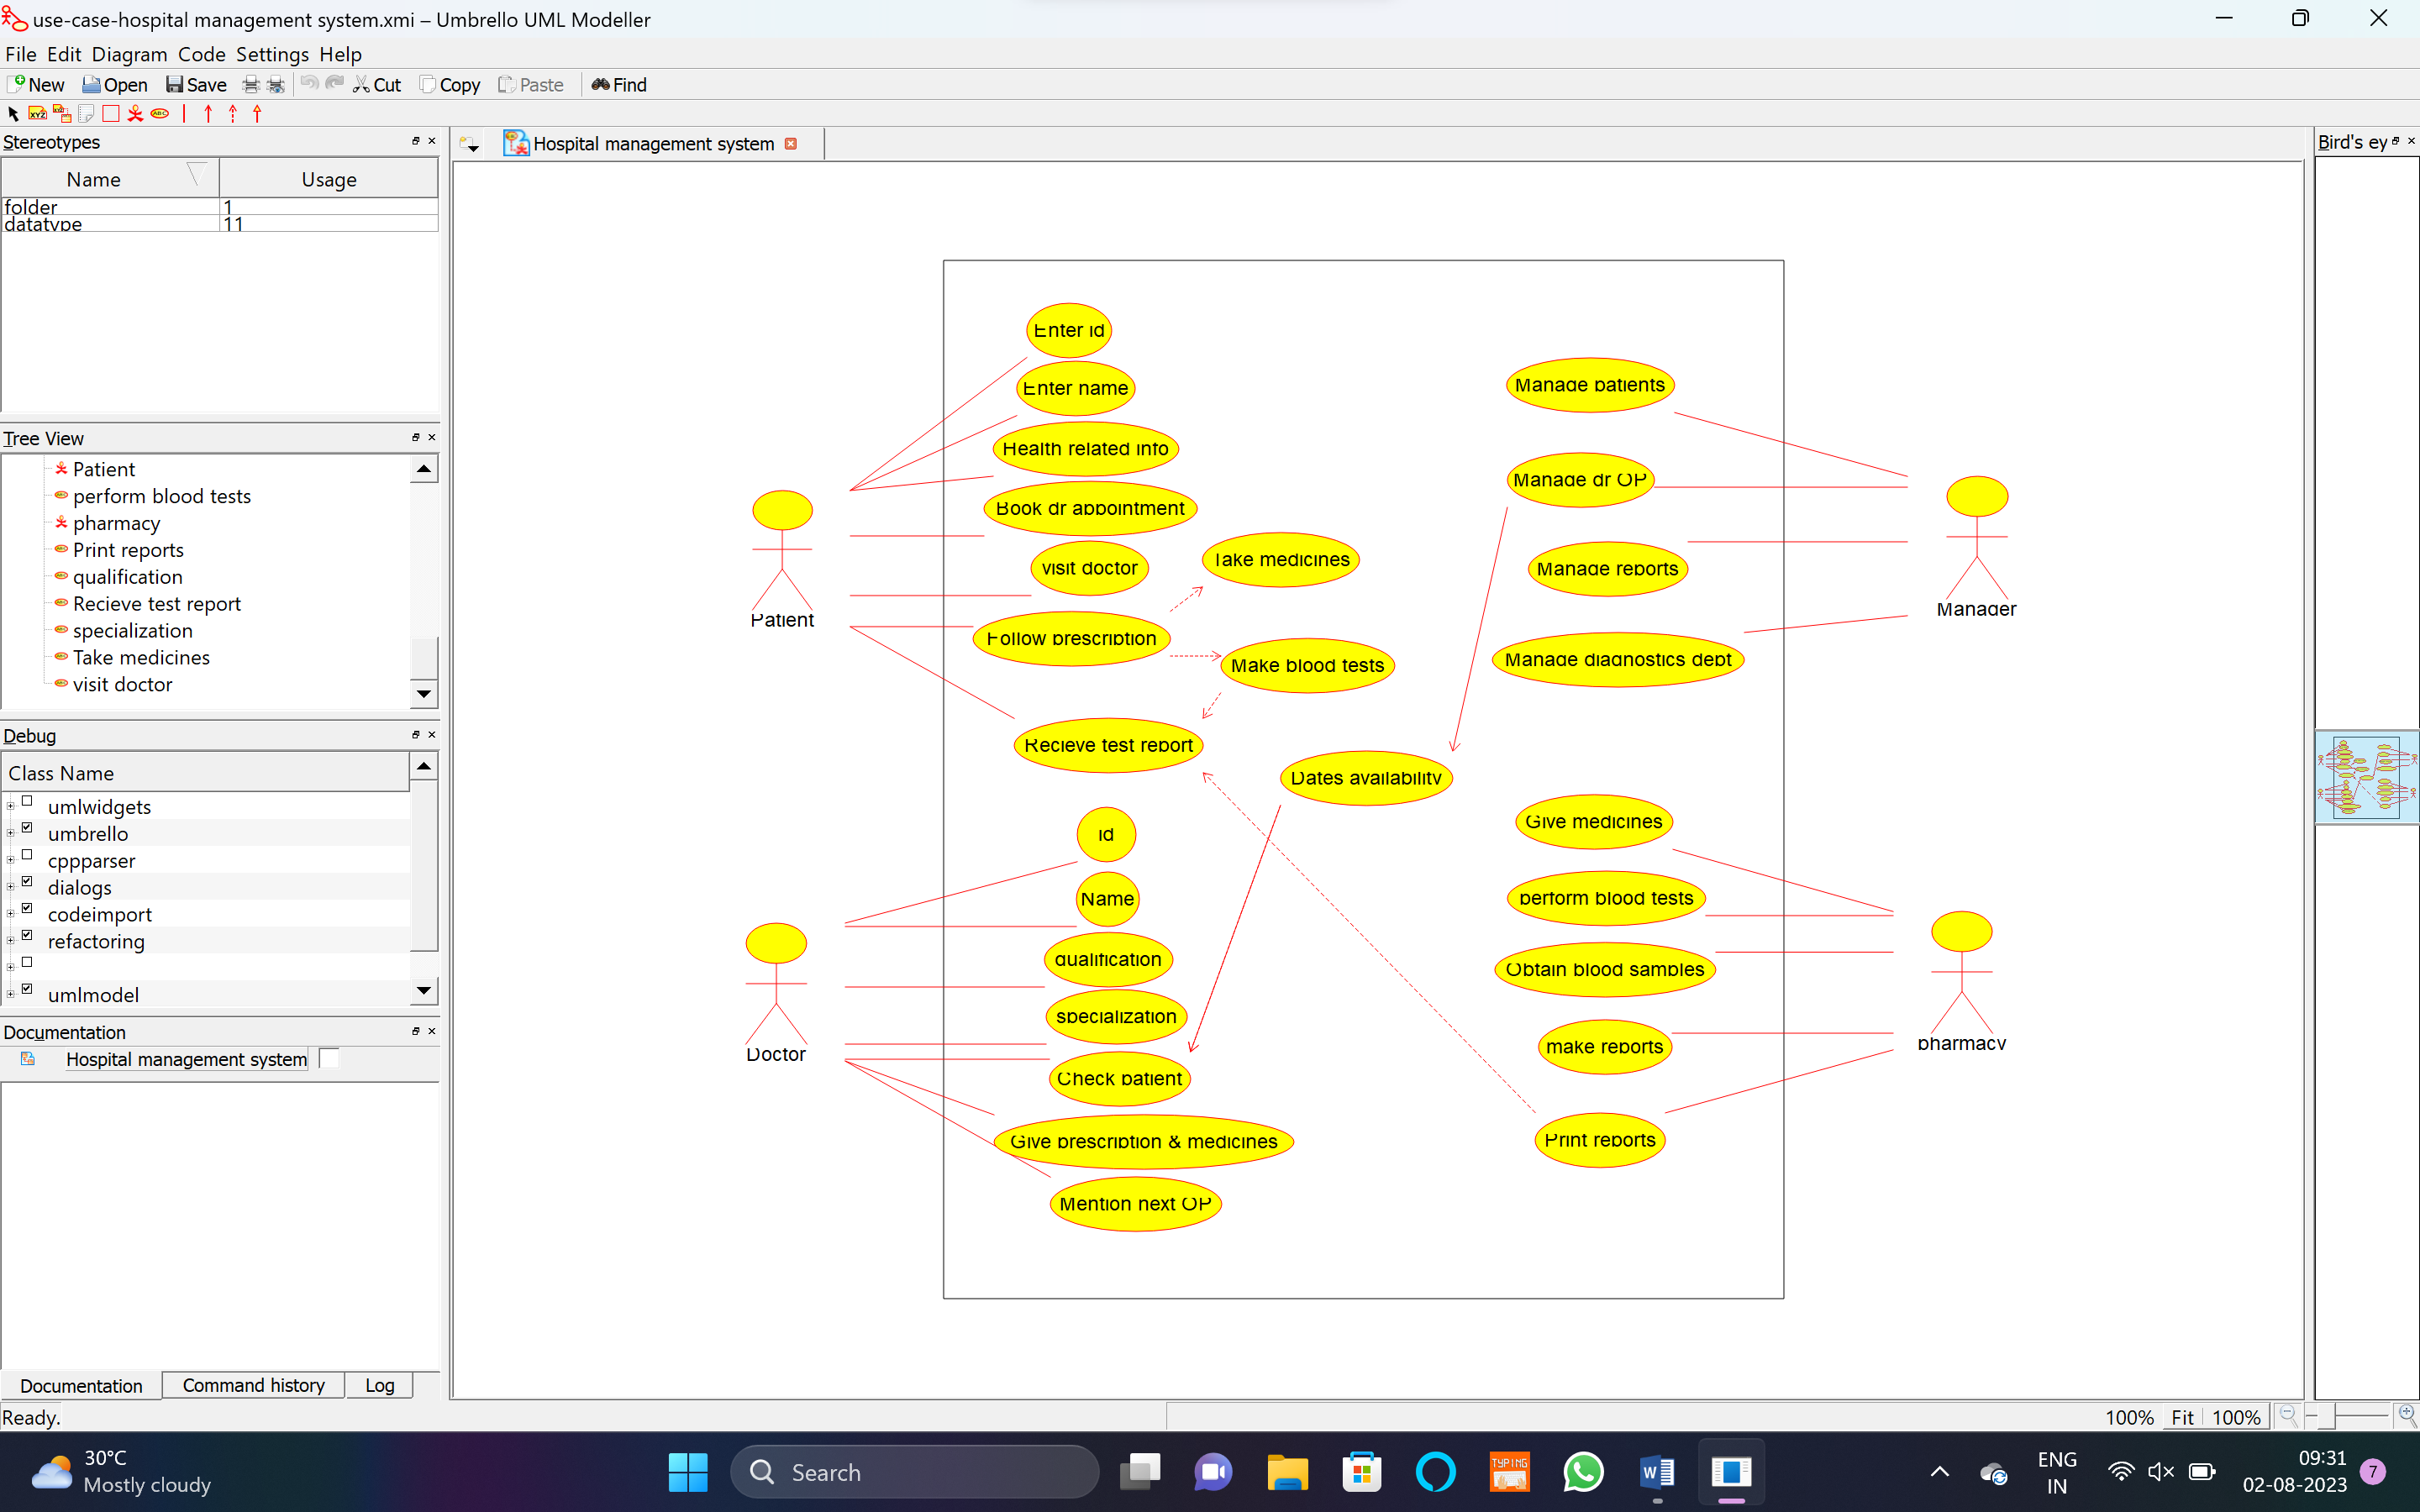 use-case-hospital management system.xmi – Umbrello UML Modeller
File Edit Diagram Code Settings Help
New Open Save Cut Copy Paste Find
Stereotypes
Name Usage
folder 1
datatype 11
Tree View
Patient
perform blood tests
pharmacy
Print reports
qualification
Recieve test report
specialization
Take medicines
visit doctor
Debug
Class Name
umlwidgets
umbrello
cppparser
dialogs
codeimport
refactoring
umlmodel
Documentation
Hospital management system
Documentation Command history Log
Ready.
Hospital management system
Enter id
Enter name
Health related info
Book dr appointment
visit doctor
Take medicines
Follow prescription
Make blood tests
Recieve test report
Patient
Manage patients
Manage dr OP
Manage reports
Manage diagnostics dept
Manager
Dates availability
id
Name
qualification
specialization
Check patient
Give prescription & medicines
Mention next OP
Doctor
Give medicines
perform blood tests
Obtain blood samples
make reports
Print reports
pharmacy
Bird's ey
100% Fit 100%
30°C
Mostly cloudy
Search
TYPING
W
ENG
IN
09:31
02-08-2023
7